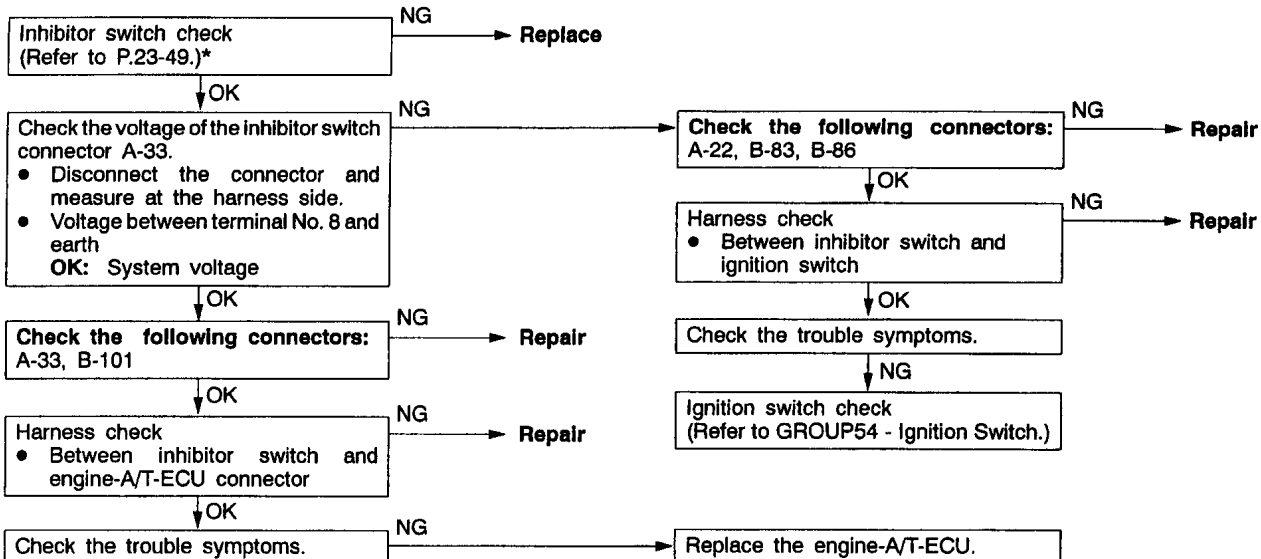 Inhibitor switch check
(Refer to P.23-49.)*
NG
Replace
OK
Check the voltage of the inhibitor switch
connector A-33.
● Disconnect the connector and
measure at the harness side.
● Voltage between terminal No. 8 and
earth
OK: System voltage
NG
Check the following connectors:
A-22, B-83, B-86
NG
Repair
OK
Harness check
● Between inhibitor switch and
ignition switch
NG
Repair
OK
Check the trouble symptoms.
NG
Ignition switch check
(Refer to GROUP54 - Ignition Switch.)
OK
Check the following connectors:
A-33, B-101
NG
Repair
OK
Harness check
● Between inhibitor switch and
engine-A/T-ECU connector
NG
Repair
OK
Check the trouble symptoms.
NG
Replace the engine-A/T-ECU.